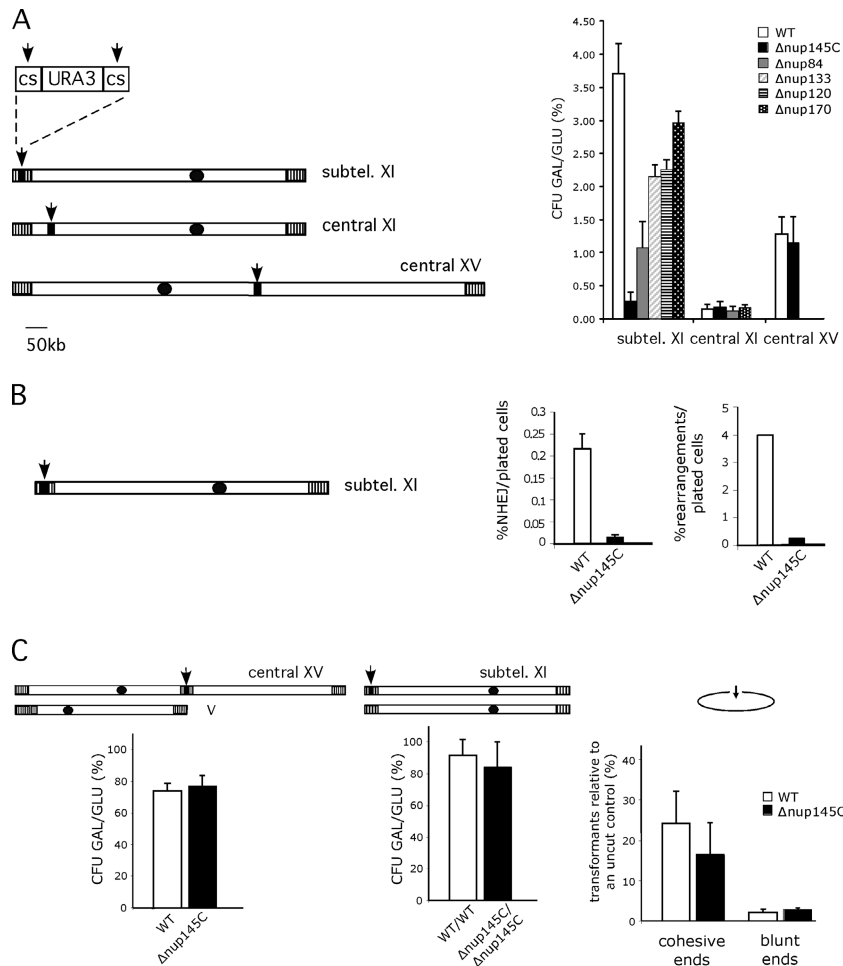 A
cs URA3 cs
subtel. XI
central XI
central XV
50kb
CFU GAL/GLU (%)
4.50
4.00
3.50
3.00
2.50
2.00
1.50
1.00
0.50
0.00
WT
Δnup145C
Δnup84
Δnup133
Δnup120
Δnup170
subtel. XI central XI central XV
B
subtel. XI
%NHEJ/plated cells
0.3
0.25
0.2
0.15
0.1
0.05
0
WT
Δnup145C
%rearrangements/
plated cells
5
4
3
2
1
0
WT
Δnup145C
C
central XV
V
CFU GAL/GLU (%)
100
80
60
40
20
0
WT
Δnup145C
subtel. XI
CFU GAL/GLU (%)
100
80
60
40
20
0
WT/WT
Δnup145C/
Δnup145C
transformants relative to
an uncut control (%)
40
30
20
10
0
WT
Δnup145C
cohesive
ends
blunt
ends